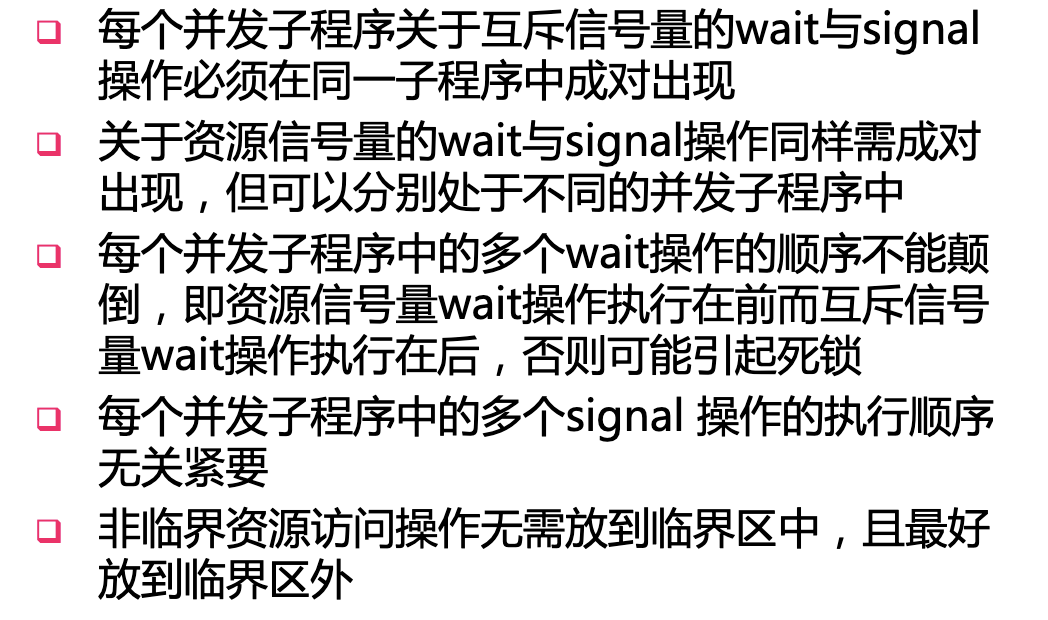 每个并发子程序关于互斥信号量的wait与signal
操作必须在同一子程序中成对出现
关于资源信号量的wait与signal操作同样需成对
出现，但可以分别处于不同的并发子程序中
每个并发子程序中的多个wait操作的顺序不能颠
倒，即资源信号量wait操作执行在前而互斥信号
量wait操作执行在后，否则可能引起死锁
每个并发子程序中的多个signal 操作的执行顺序
无关紧要
非临界资源访问操作无需放到临界区中，且最好
放到临界区外